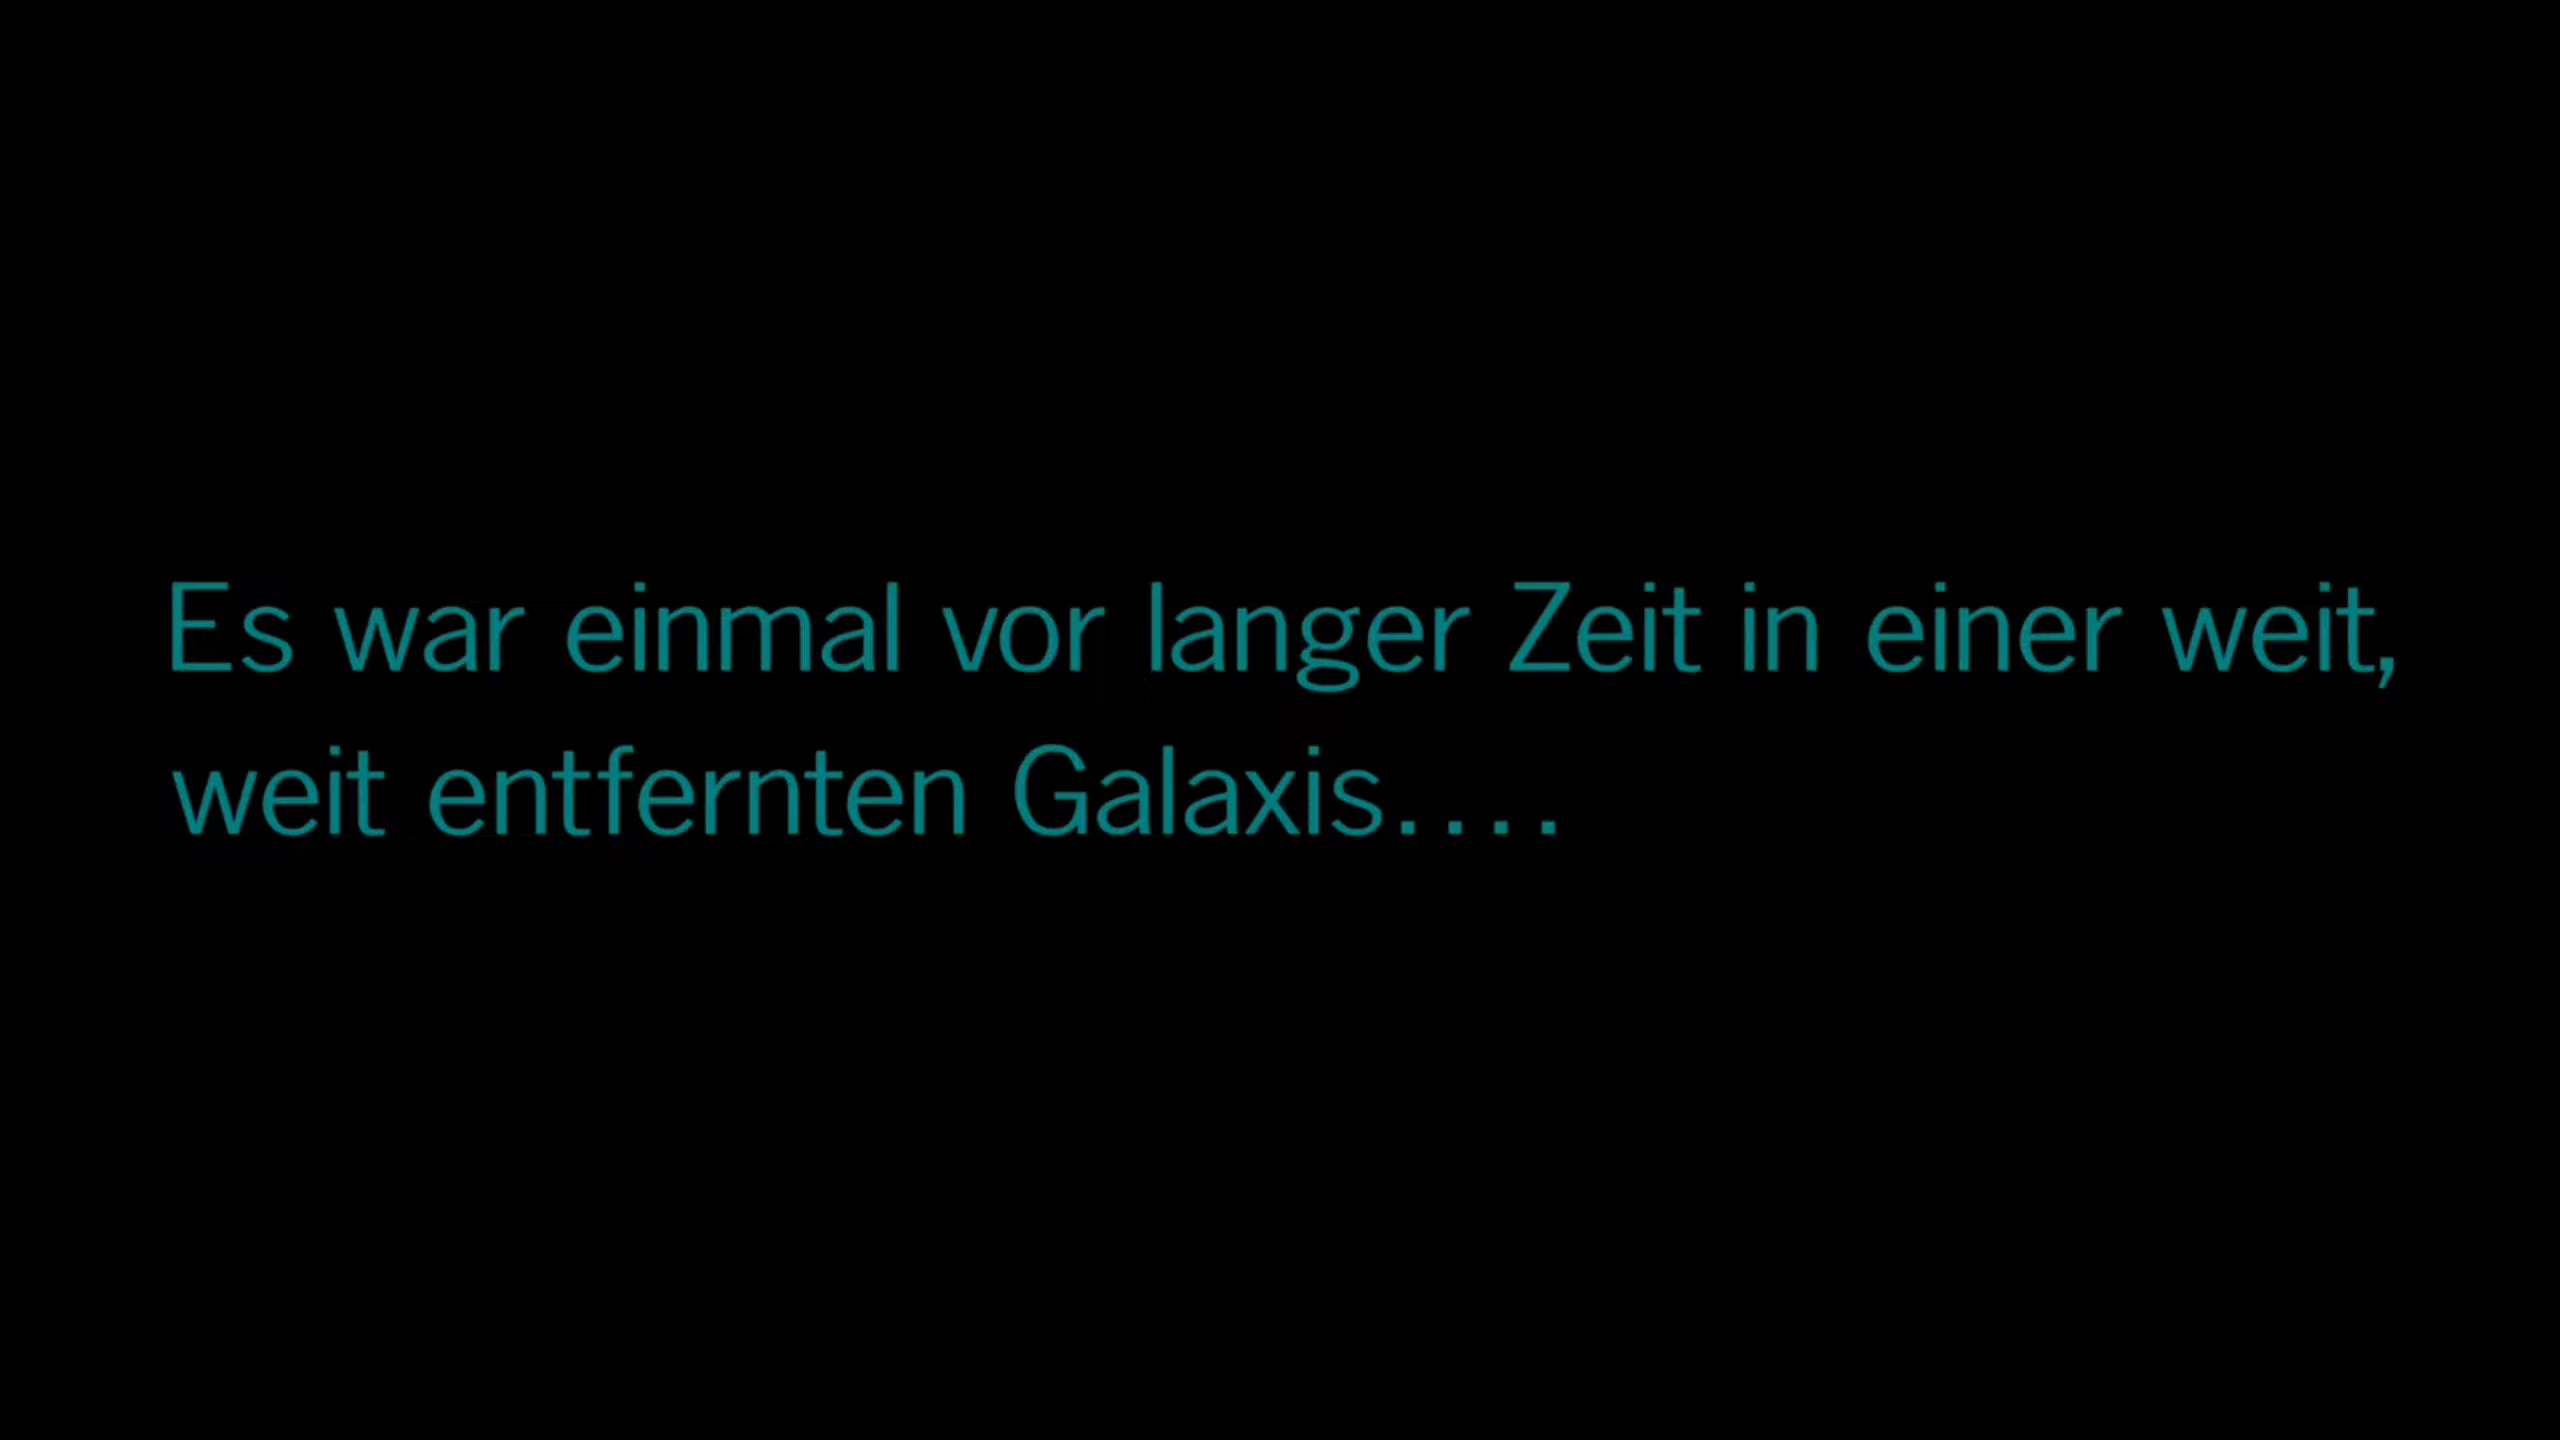 Es war einmal vor langer Zeit in einer weit,
weit entfernten Galaxis....